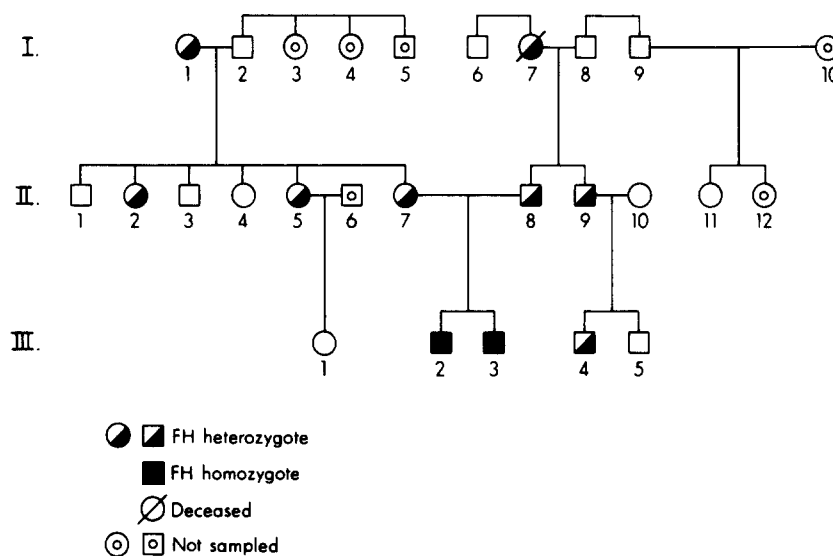 I.
1 2 3 4 5 6 7 8 9 10
II.
1 2 3 4 5 6 7 8 9 10 11 12
III.
1 2 3 4 5
FH heterozygote
FH homozygote
Deceased
Not sampled